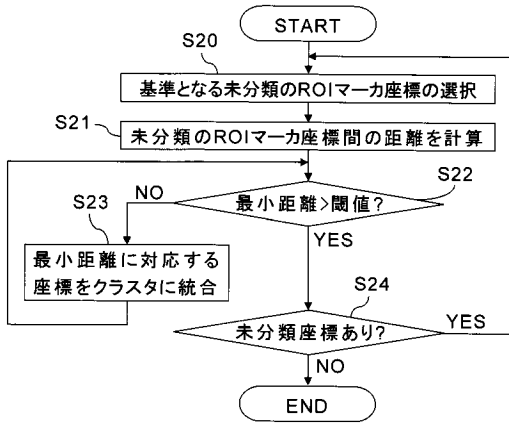 START
S20
基準となる未分類のROIマーカ座標の選択
S21
未分類のROIマーカ座標間の距離を計算
S22
最小距離>閾値?
NO
YES
S23
最小距離に対応する
座標をクラスタに統合
S24
未分類座標あり?
YES
NO
END